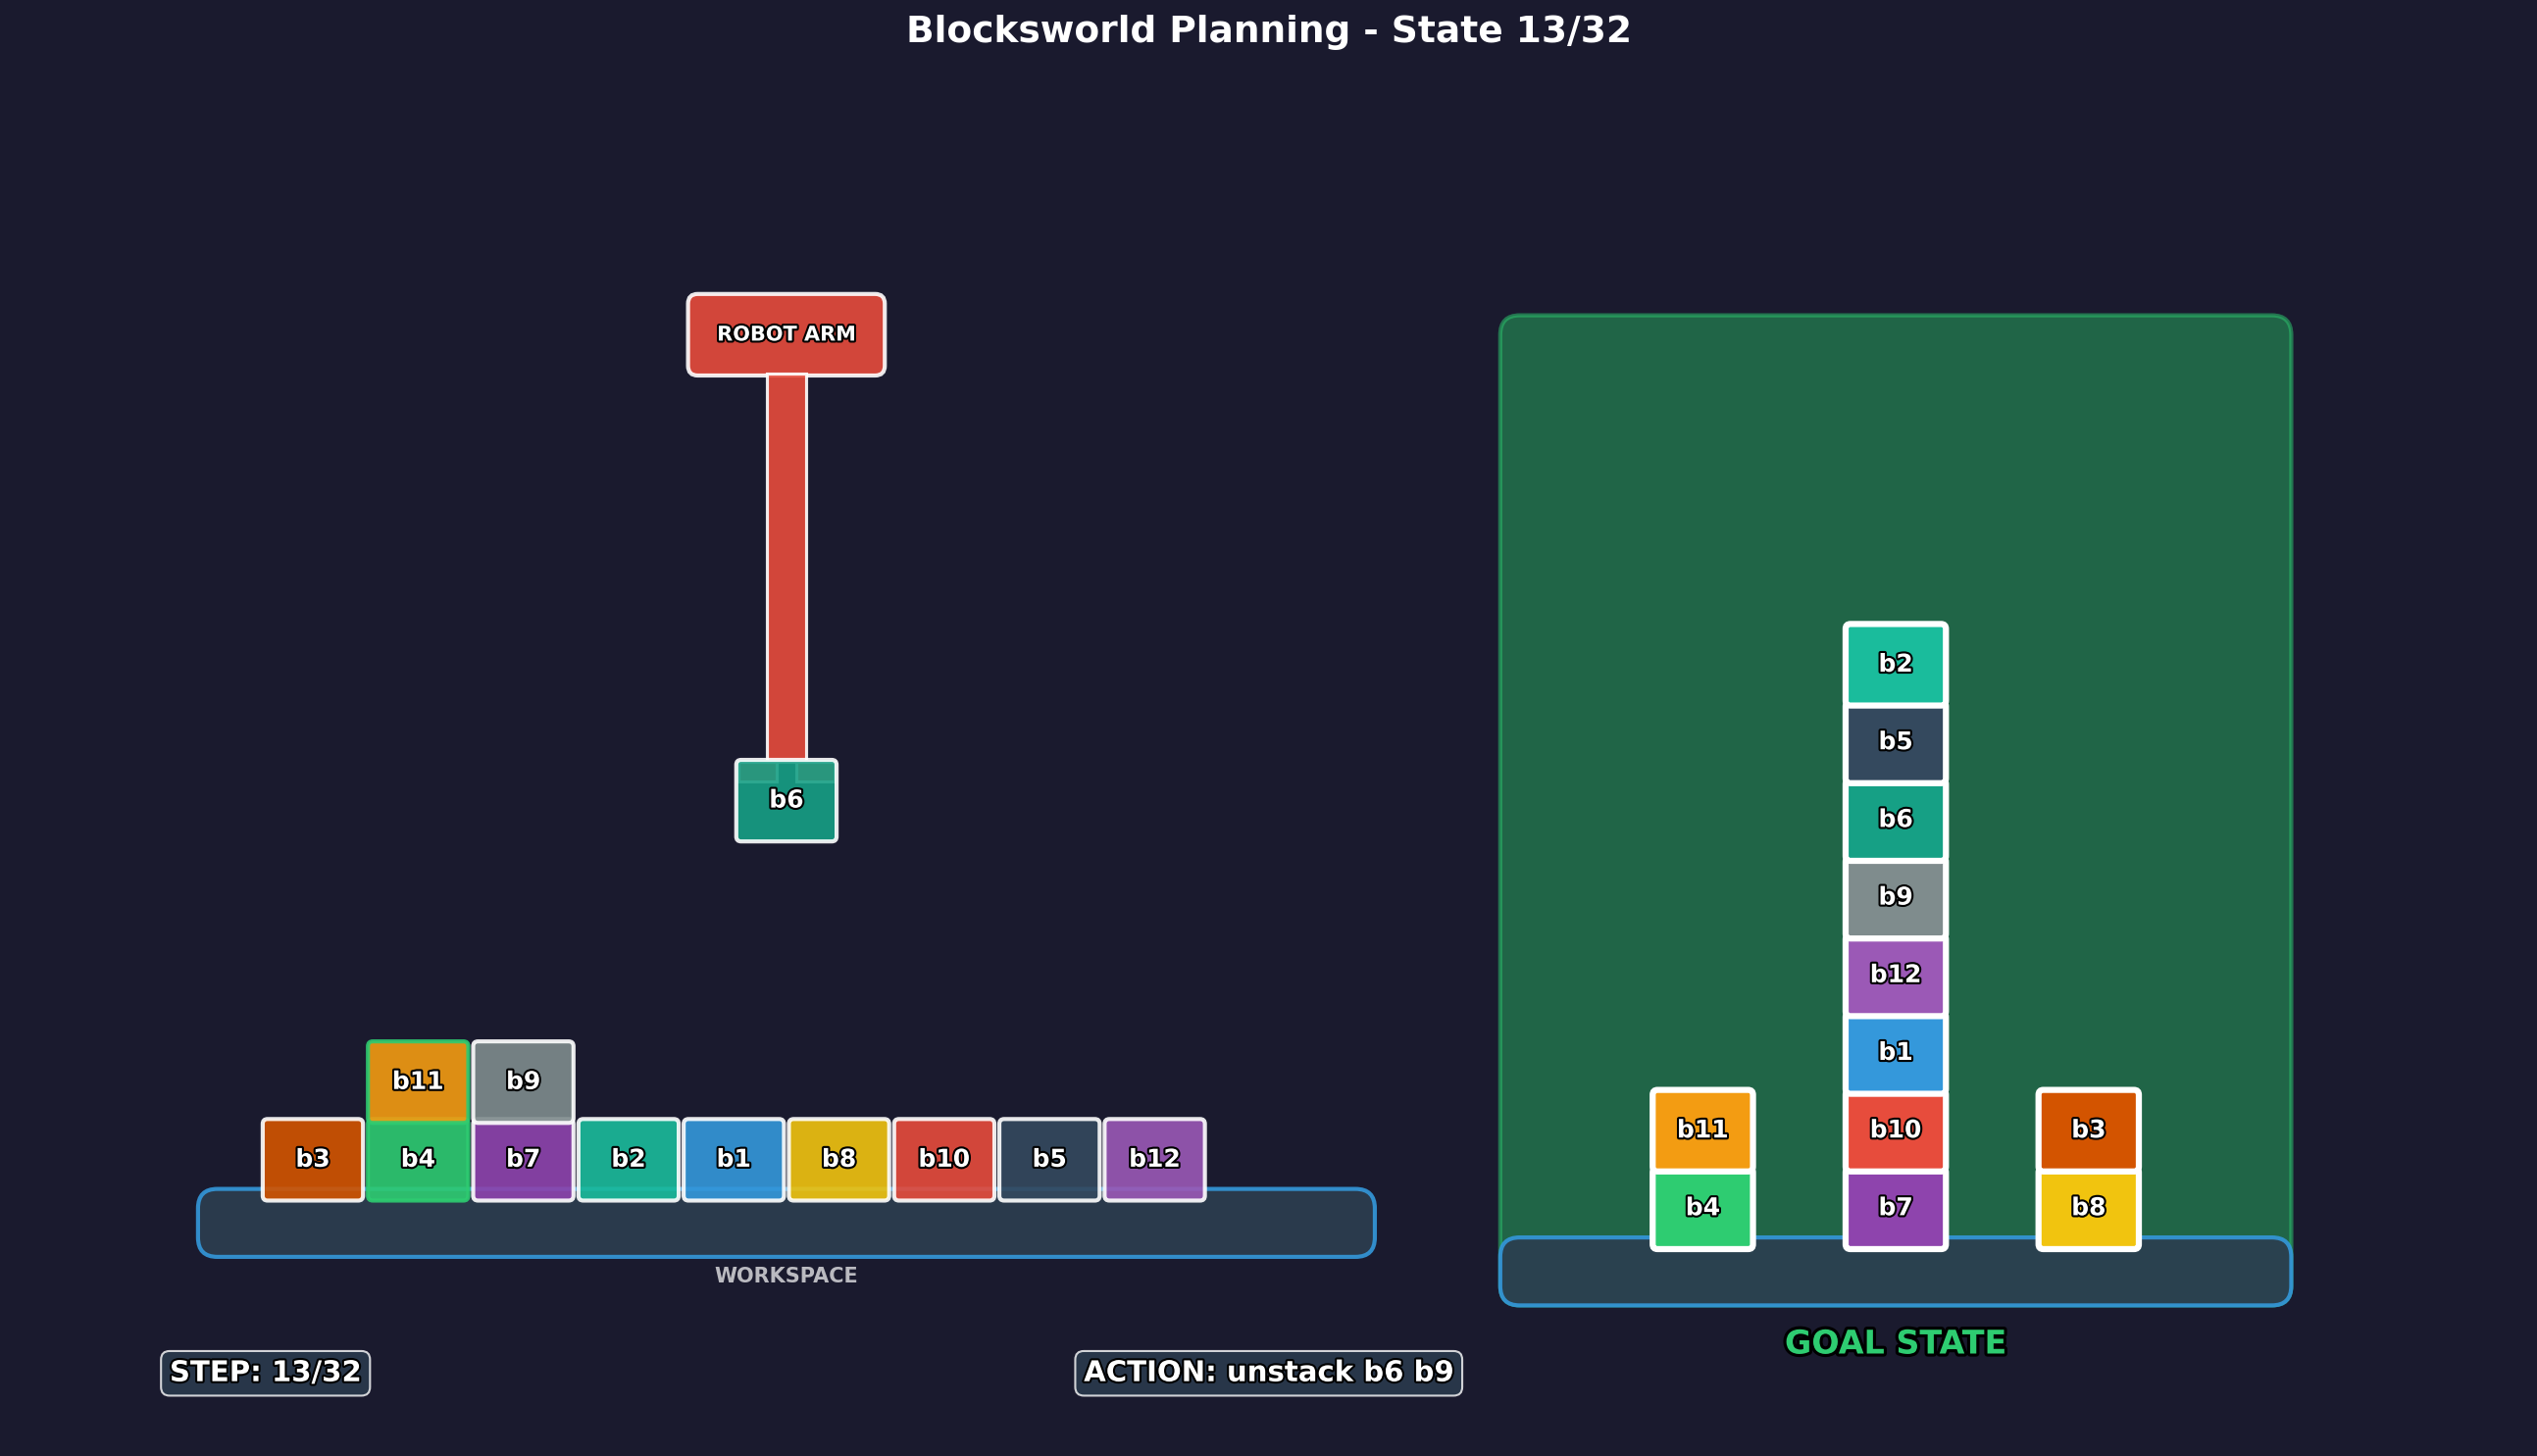 Blocksworld Planning - State 13/32
ROBOT ARM
b6
b11 b9
b3 b4 b7 b2 b1 b8 b10 b5 b12
WORKSPACE
b2
b5
b6
b9
b12
b1
b11 b10 b3
b4 b7 b8
GOAL STATE
STEP: 13/32
ACTION: unstack b6 b9